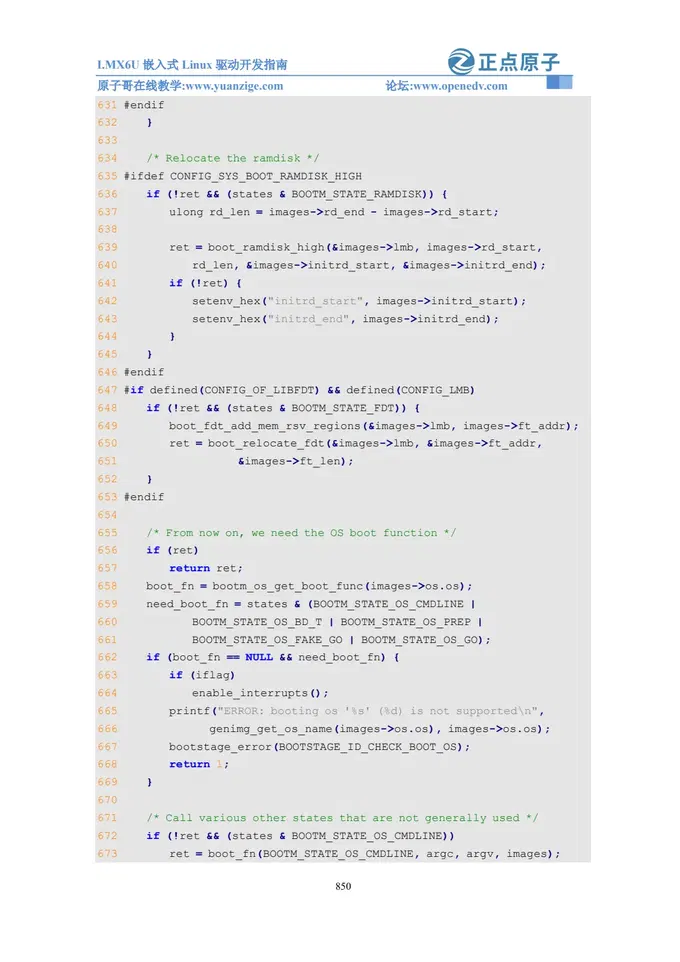 I.MX6U 嵌入式 Linux 驱动开发指南
正点原子
原子哥在线教学:www.yuanzige.com 论坛:www.openedv.com
631 #endif
632     }
633
634     /* Relocate the ramdisk */
635 #ifdef CONFIG_SYS_BOOT_RAMDISK_HIGH
636     if (!ret && (states & BOOTM_STATE_RAMDISK)) {
637         ulong rd_len = images->rd_end - images->rd_start;
638
639         ret = boot_ramdisk_high(&images->lmb, images->rd_start,
640             rd_len, &images->initrd_start, &images->initrd_end);
641         if (!ret) {
642             setenv_hex("initrd_start", images->initrd_start);
643             setenv_hex("initrd_end", images->initrd_end);
644         }
645     }
646 #endif
647 #if defined(CONFIG_OF_LIBFDT) && defined(CONFIG_LMB)
648     if (!ret && (states & BOOTM_STATE_FDT)) {
649         boot_fdt_add_mem_rsv_regions(&images->lmb, images->ft_addr);
650         ret = boot_relocate_fdt(&images->lmb, &images->ft_addr,
651                     &images->ft_len);
652     }
653 #endif
654
655     /* From now on, we need the OS boot function */
656     if (ret)
657         return ret;
658     boot_fn = bootm_os_get_boot_func(images->os.os);
659     need_boot_fn = states & (BOOTM_STATE_OS_CMDLINE |
660             BOOTM_STATE_OS_BD_T | BOOTM_STATE_OS_PREP |
661             BOOTM_STATE_OS_FAKE_GO | BOOTM_STATE_OS_GO);
662     if (boot_fn == NULL && need_boot_fn) {
663         if (iflag)
664             enable_interrupts();
665         printf("ERROR: booting os '%s' (%d) is not supported\n",
666                genimg_get_os_name(images->os.os), images->os.os);
667         bootstage_error(BOOTSTAGE_ID_CHECK_BOOT_OS);
668         return 1;
669     }
670
671     /* Call various other states that are not generally used */
672     if (!ret && (states & BOOTM_STATE_OS_CMDLINE))
673         ret = boot_fn(BOOTM_STATE_OS_CMDLINE, argc, argv, images);
850